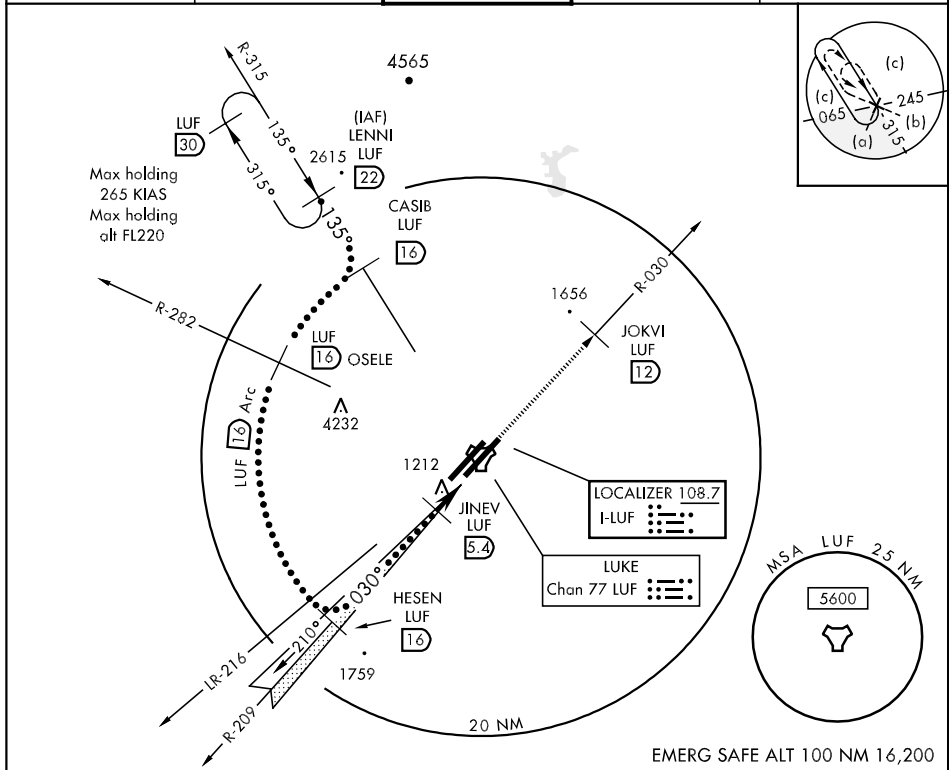 R-315
4565
LUF
30
135°
315°
(IAF)
LENNI
LUF
22
2615
Max holding
265 KIAS
Max holding
alt FL220
135°
CASIB
LUF
16
(c)
(c)
065
245
(b)
(a)
315
R-282
LUF
16 OSELE
4232
LUF 16 Arc
1656
R-030
JOKVI
LUF
12
1212
JINEV
LUF
5.4
LOCALIZER 108.7
I-LUF
LUKE
Chan 77 LUF
030°
210°
HESEN
LUF
16
1759
LR-216
R-209
20 NM
MSA LUF 25 NM
5600
EMERG SAFE ALT 100 NM 16,200